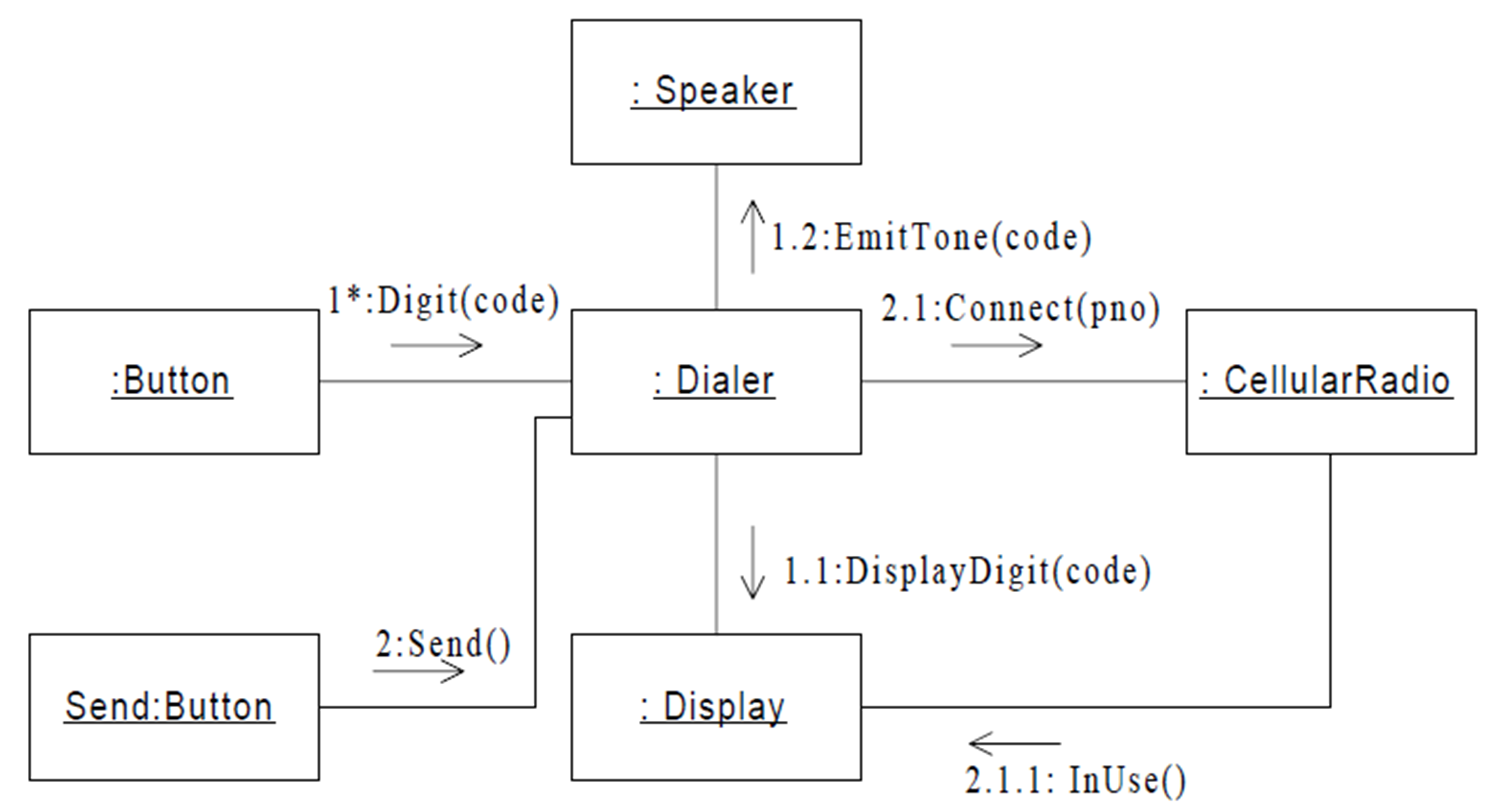 : Speaker
1.2:EmitTone(code)
1*:Digit(code)
2.1:Connect(pno)
:Button
: Dialer
: CellularRadio
1.1:DisplayDigit(code)
2:Send()
Send:Button
: Display
2.1.1: InUse()